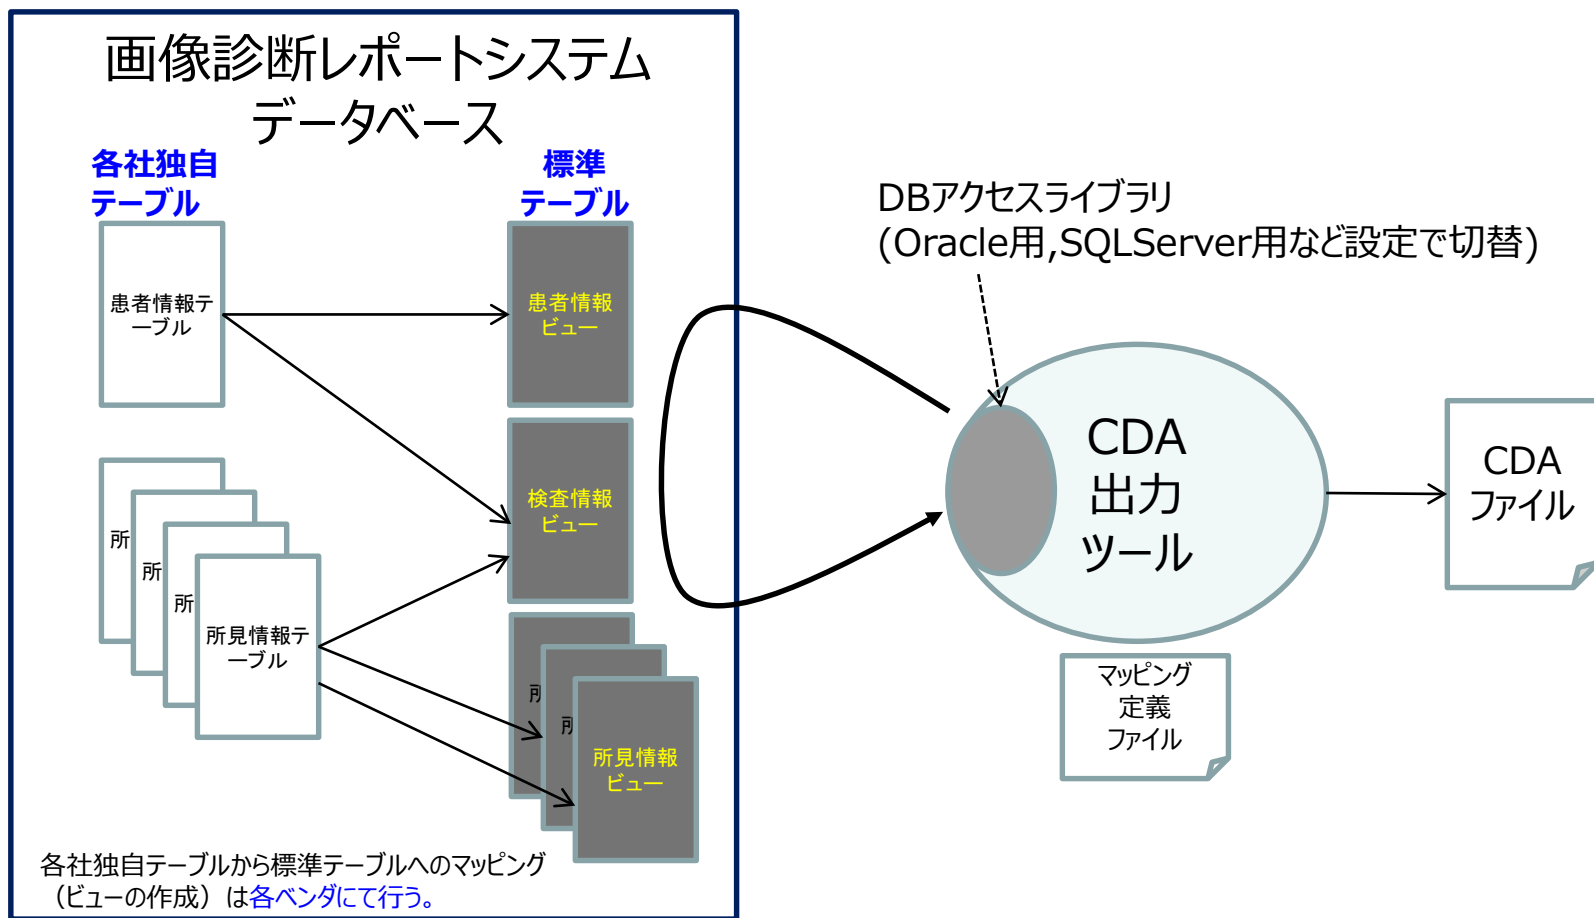 画像診断レポートシステム
データベース
各社独自
テーブル
標準
テーブル
患者情報テ
ーブル
患者情報
ビュー
検査情報
ビュー
所
所
所
所見情報テ
ーブル
所
所
所見情報
ビュー
各社独自テーブルから標準テーブルへのマッピング
（ビューの作成）は各ベンダにて行う。
DBアクセスライブラリ
(Oracle用,SQLServer用など設定で切替)
CDA
出力
ツール
マッピング
定義
ファイル
CDA
ファイル